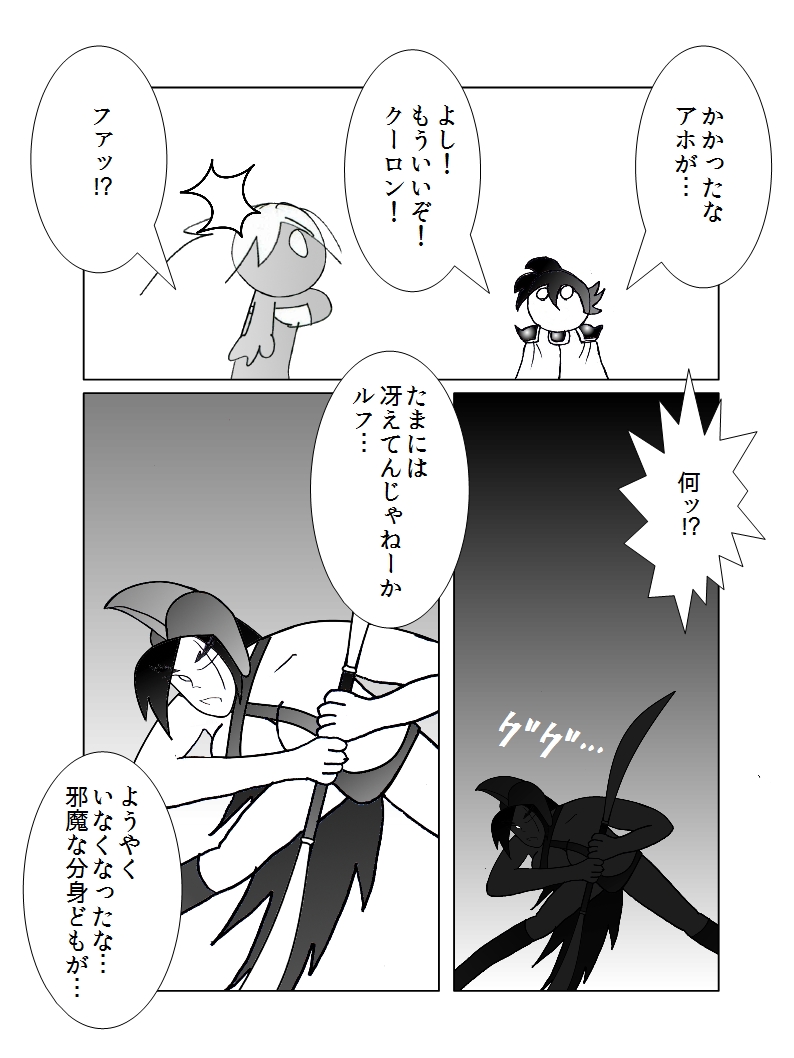 かかったな
アホが…
よし！
もういいぞ！
クーロン！
ファッ!?
何ッ!?
グググ…
たまには
冴えてんじゃねーか
ルフ…
ようやく
いなくなったな…
邪魔な分身どもが…